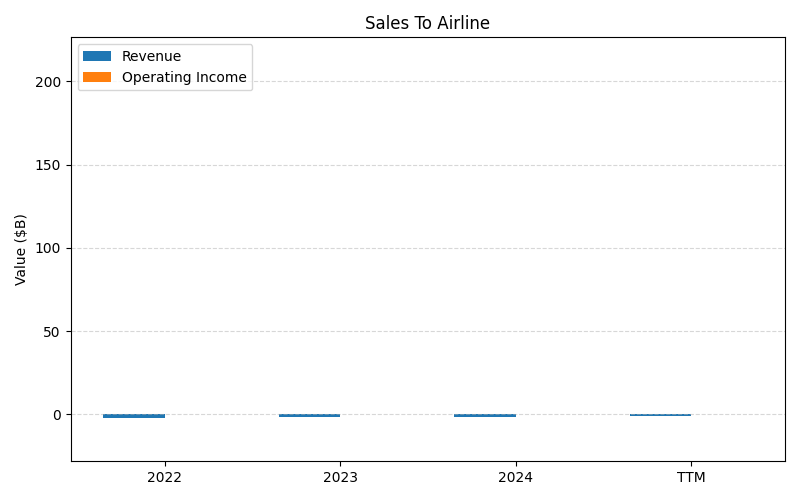 Sales To Airline
Revenue
Operating Income
Value ($B)
200
150
100
50
0
2022
2023
2024
TTM